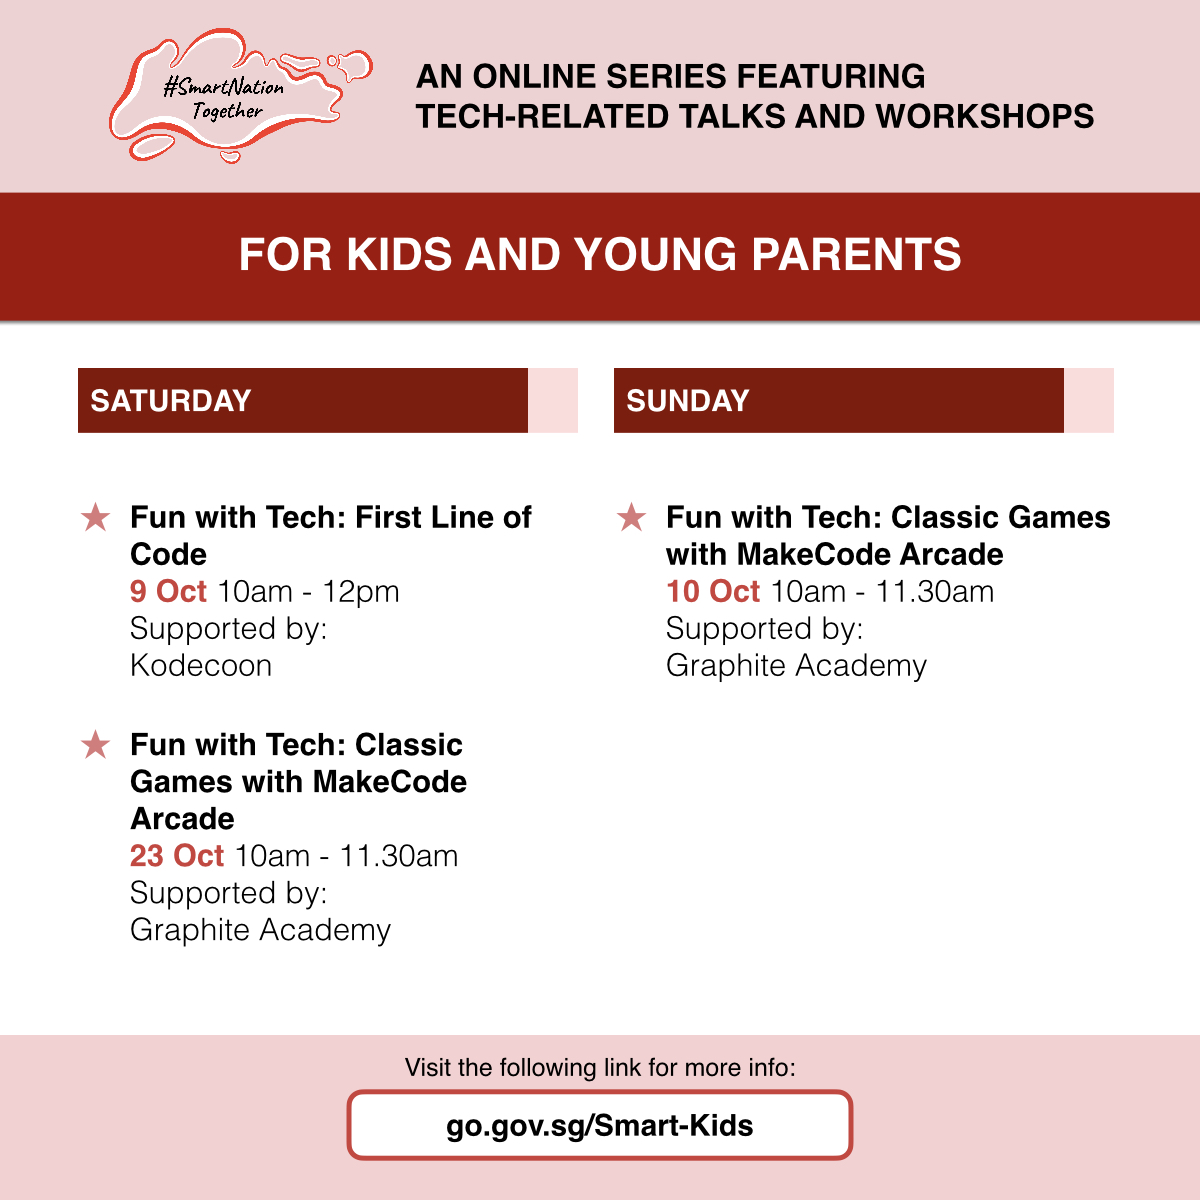 #SmartNation
Together
AN ONLINE SERIES FEATURING
TECH-RELATED TALKS AND WORKSHOPS
FOR KIDS AND YOUNG PARENTS
SATURDAY
Fun with Tech: First Line of
Code
9 Oct 10am - 12pm
Supported by:
Kodecoon
Fun with Tech: Classic
Games with MakeCode
Arcade
23 Oct 10am - 11.30am
Supported by:
Graphite Academy
SUNDAY
Fun with Tech: Classic Games
with MakeCode Arcade
10 Oct 10am - 11.30am
Supported by:
Graphite Academy
Visit the following link for more info:
go.gov.sg/Smart-Kids